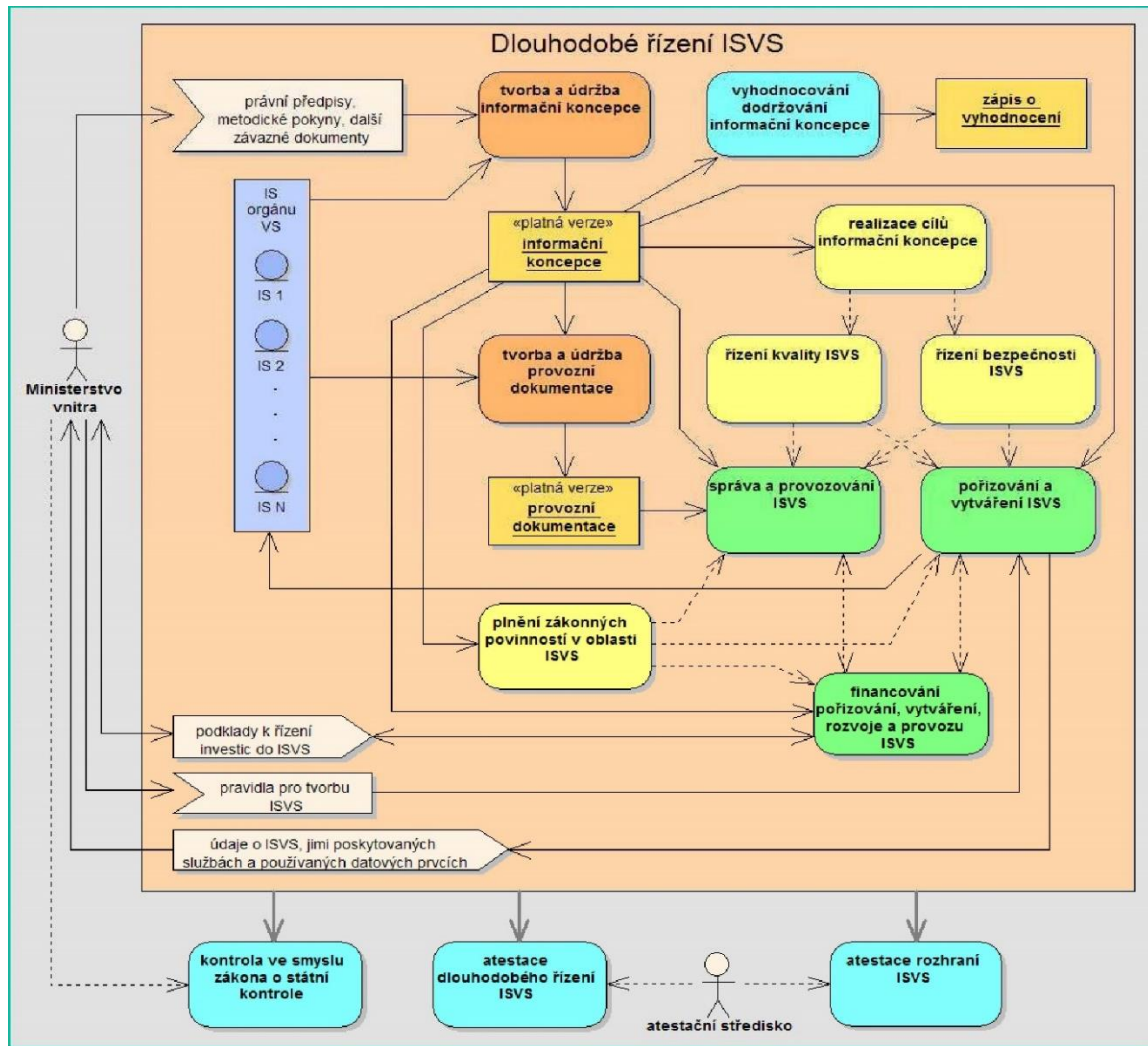 Dlouhodobé řízení ISVS
právní předpisy,
metodické pokyny, další
závazné dokumenty
tvorba a údržba
informační koncepce
vyhodnocování
dodržování
informační koncepce
zápis o
vyhodnocení
IS
orgánu
VS
IS 1
IS 2
.
.
.
.
IS N
«platná verze»
informační
koncepce
realizace cílů
informační koncepce
tvorba a údržba
provozní
dokumentace
řízení kvality ISVS
řízení bezpečnosti
ISVS
Ministerstvo
vnitra
«platná verze»
provozní
dokumentace
správa a provozování
ISVS
pořizování a
vytváření ISVS
plnění zákonných
povinností v oblasti
ISVS
financování
pořizování, vytváření,
rozvoje a provozu
ISVS
podklady k řízení
investic do ISVS
pravidla pro tvorbu
ISVS
údaje o ISVS, jimi poskytovaných
službách a používaných datových prvcích
kontrola ve smyslu
zákona o státní
kontrole
atestace
dlouhodobého řízení
ISVS
atestační středisko
atestace rozhraní
ISVS